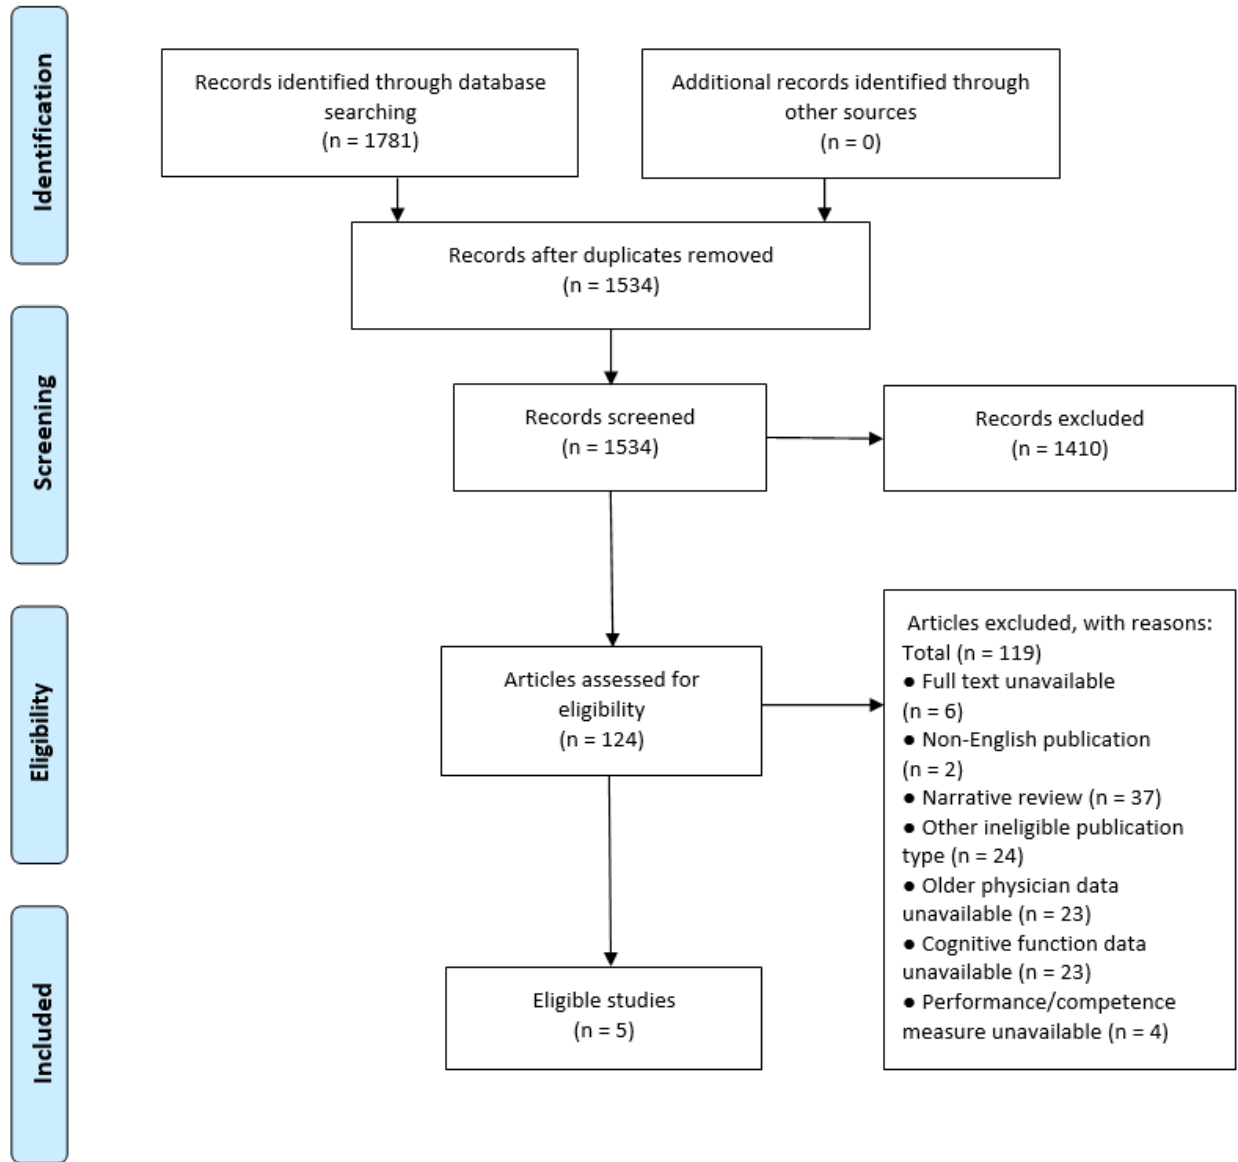 Identification
Records identified through database
searching
(n = 1781)
Additional records identified through
other sources
(n = 0)
Records after duplicates removed
(n = 1534)
Screening
Records screened
(n = 1534)
Records excluded
(n = 1410)
Eligibility
Articles assessed for
eligibility
(n = 124)
Articles excluded, with reasons:
Total (n = 119)
● Full text unavailable
(n = 6)
● Non-English publication
(n = 2)
● Narrative review (n = 37)
● Other ineligible publication
type (n = 24)
● Older physician data
unavailable (n = 23)
● Cognitive function data
unavailable (n = 23)
● Performance/competence
measure unavailable (n = 4)
Included
Eligible studies
(n = 5)